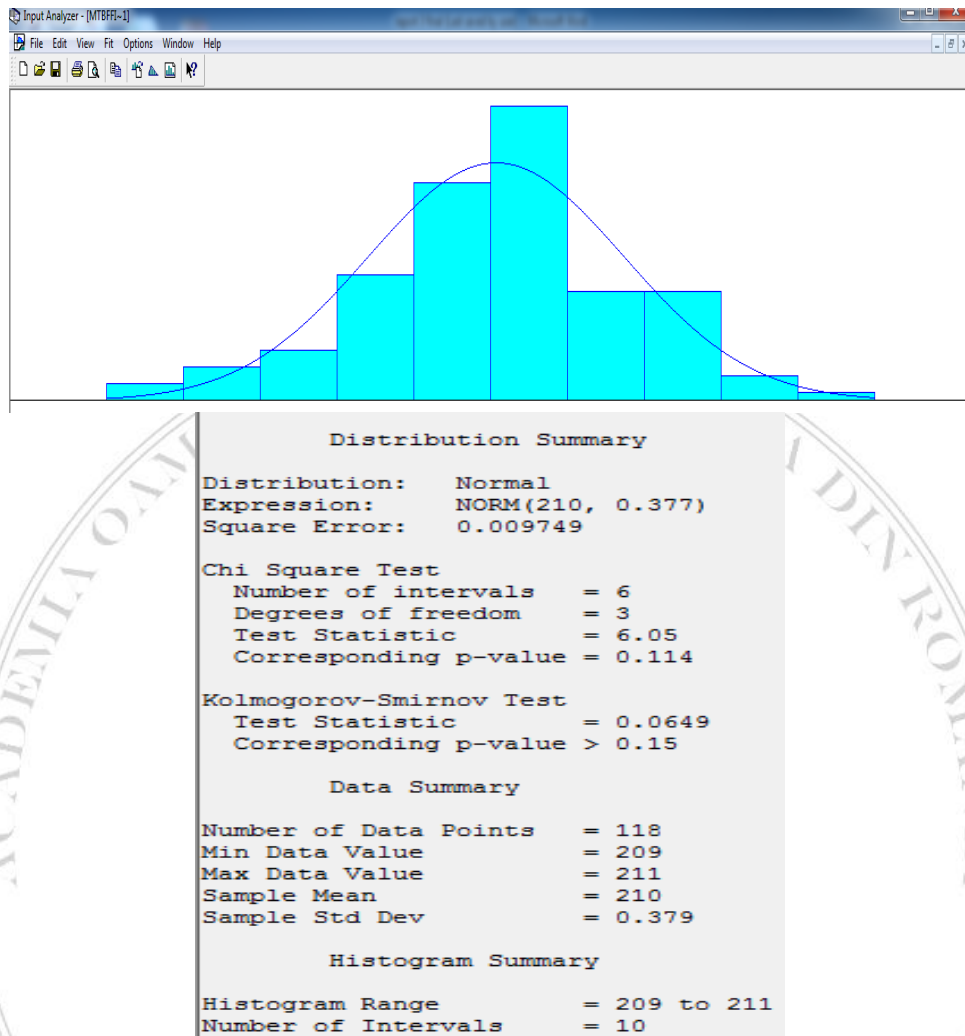 Input Analyzer - [MTBFFI~1]
File Edit View Fit Options Window Help
Distribution Summary
Distribution: Normal
Expression: NORM(210, 0.377)
Square Error: 0.009749
Chi Square Test
Number of intervals = 6
Degrees of freedom = 3
Test Statistic = 6.05
Corresponding p-value = 0.114
Kolmogorov-Smirnov Test
Test Statistic = 0.0649
Corresponding p-value > 0.15
Data Summary
Number of Data Points = 118
Min Data Value = 209
Max Data Value = 211
Sample Mean = 210
Sample Std Dev = 0.379
Histogram Summary
Histogram Range = 209 to 211
Number of Intervals = 10
ACADEMIA OAM
DIN ROM